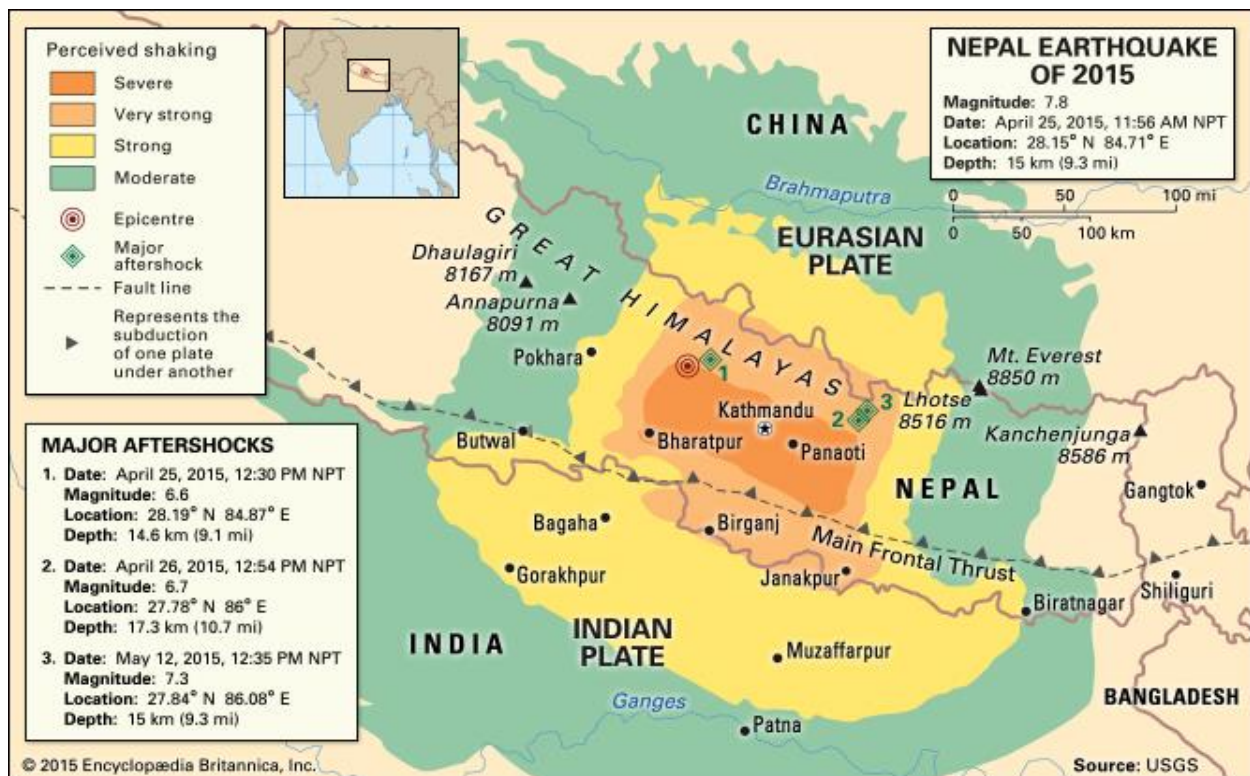 Perceived shaking
Severe
Very strong
Strong
Moderate
Epicentre
Major
aftershock
Fault line
Represents the
subduction
of one plate
under another
NEPAL EARTHQUAKE
OF 2015
Magnitude: 7.8
Date: April 25, 2015, 11:56 AM NPT
Location: 28.15° N 84.71° E
Depth: 15 km (9.3 mi)
0 50 100 mi
0 50 100 km
CHINA
Brahmaputra
GREAT HIMALAYAS
EURASIAN
PLATE
Dhaulagiri
8167 m
Annapurna
8091 m
Pokhara
1
Mt. Everest
8850 m
Lhotse
8516 m
3
2
Kathmandu
Kanchenjunga
8586 m
Butwal
Bharatpur
Panaoti
NEPAL
Gangtok
Bagaha
Birganj
Main Frontal Thrust
Gorakhpur
Janakpur
Shiliguri
Biratnagar
INDIA
INDIAN
PLATE
Muzaffarpur
BANGLADESH
Ganges
Patna
MAJOR AFTERSHOCKS
1. Date: April 25, 2015, 12:30 PM NPT
Magnitude: 6.6
Location: 28.19° N 84.87° E
Depth: 14.6 km (9.1 mi)
2. Date: April 26, 2015, 12:54 PM NPT
Magnitude: 6.7
Location: 27.78° N 86° E
Depth: 17.3 km (10.7 mi)
3. Date: May 12, 2015, 12:35 PM NPT
Magnitude: 7.3
Location: 27.84° N 86.08° E
Depth: 15 km (9.3 mi)
© 2015 Encyclopædia Britannica, Inc.
Source: USGS